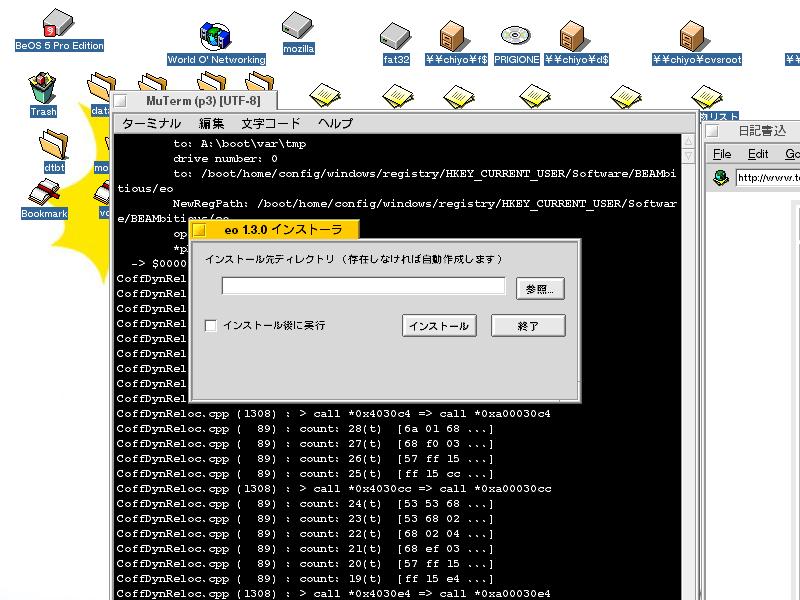 BeOS 5 Pro Edition
World O' Networking
mozilla
fat32
¥¥chiyo¥f$
PRIGIONE
¥¥chiyo¥d$
¥¥chiyo¥cvsroot
Trash
dtbt
Bookmark
MuTerm (p3) [UTF-8]
ターミナル 編集 文字コード ヘルプ
to: A:\boot\var\tmp
drive number: 0
to: /boot/home/config/windows/registry/HKEY_CURRENT_USER/Software/BEAMbi
tious/eo
NewRegPath: /boot/home/config/windows/registry/HKEY_CURRENT_USER/Softwar
e/BEAMbitious/eo
-> $0000
CoffDynRel
CoffDynRel
CoffDynRel
CoffDynRel
CoffDynRel
CoffDynRel
CoffDynRel
CoffDynRel
CoffDynRel
CoffDynReloc.cpp (1308) : > call *0x4030c4 => call *0xa00030c4
CoffDynReloc.cpp ( 89) : count: 28(t) [6a 01 68 ...]
CoffDynReloc.cpp ( 89) : count: 27(t) [68 f0 03 ...]
CoffDynReloc.cpp ( 89) : count: 26(t) [57 ff 15 ...]
CoffDynReloc.cpp ( 89) : count: 25(t) [ff 15 cc ...]
CoffDynReloc.cpp (1308) : > call *0x4030cc => call *0xa00030cc
CoffDynReloc.cpp ( 89) : count: 24(t) [53 53 68 ...]
CoffDynReloc.cpp ( 89) : count: 23(t) [53 68 02 ...]
CoffDynReloc.cpp ( 89) : count: 22(t) [68 02 04 ...]
CoffDynReloc.cpp ( 89) : count: 21(t) [68 ef 03 ...]
CoffDynReloc.cpp ( 89) : count: 20(t) [57 ff 15 ...]
CoffDynReloc.cpp ( 89) : count: 19(t) [ff 15 e4 ...]
CoffDynReloc.cpp (1308) : > call *0x4030e4 => call *0xa00030e4
eo 1.3.0 インストーラ
インストール先ディレクトリ（存在しなければ自動作成します）
参照...
インストール後に実行
インストール
終了
日記書込
File Edit Go
http://www.t